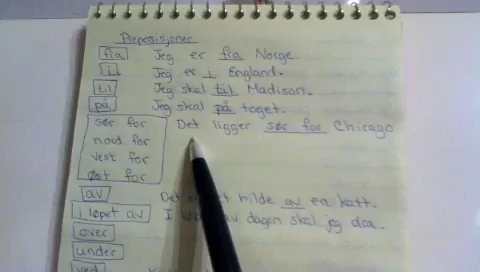 Preposisjoner
fra Jeg er fra Norge.
i Jeg er i England.
til Jeg skal til Madison.
på Jeg skal på toget.
sør for Det ligger sør for Chicago
nord for
vest for
øst for
av Det er et bilde av en katt.
i løpet av I løpet av dagen skal jeg dra.
over
under
ved